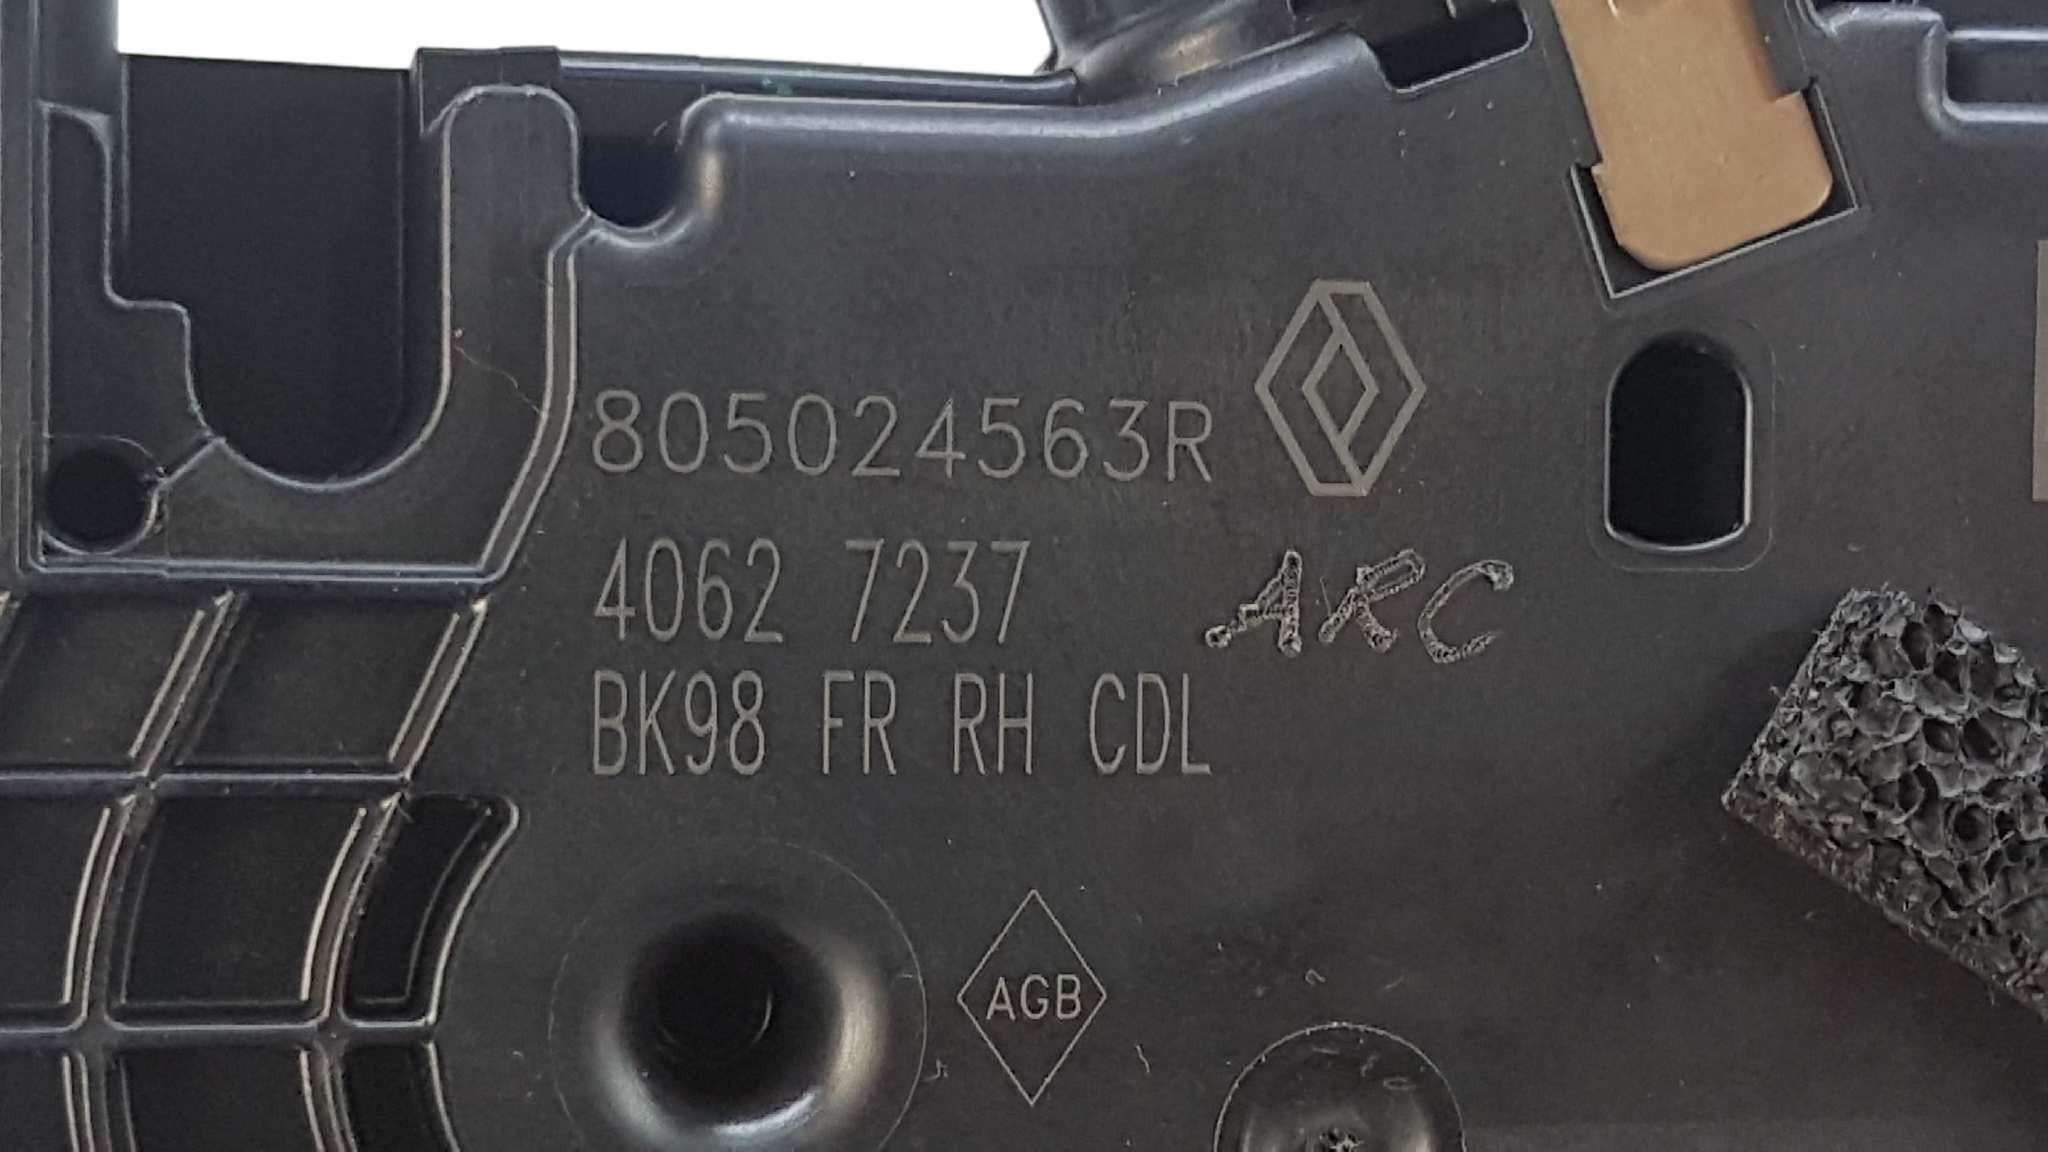 805024563R
4062 7237
ARC
BK98 FR RH CDL
AGB